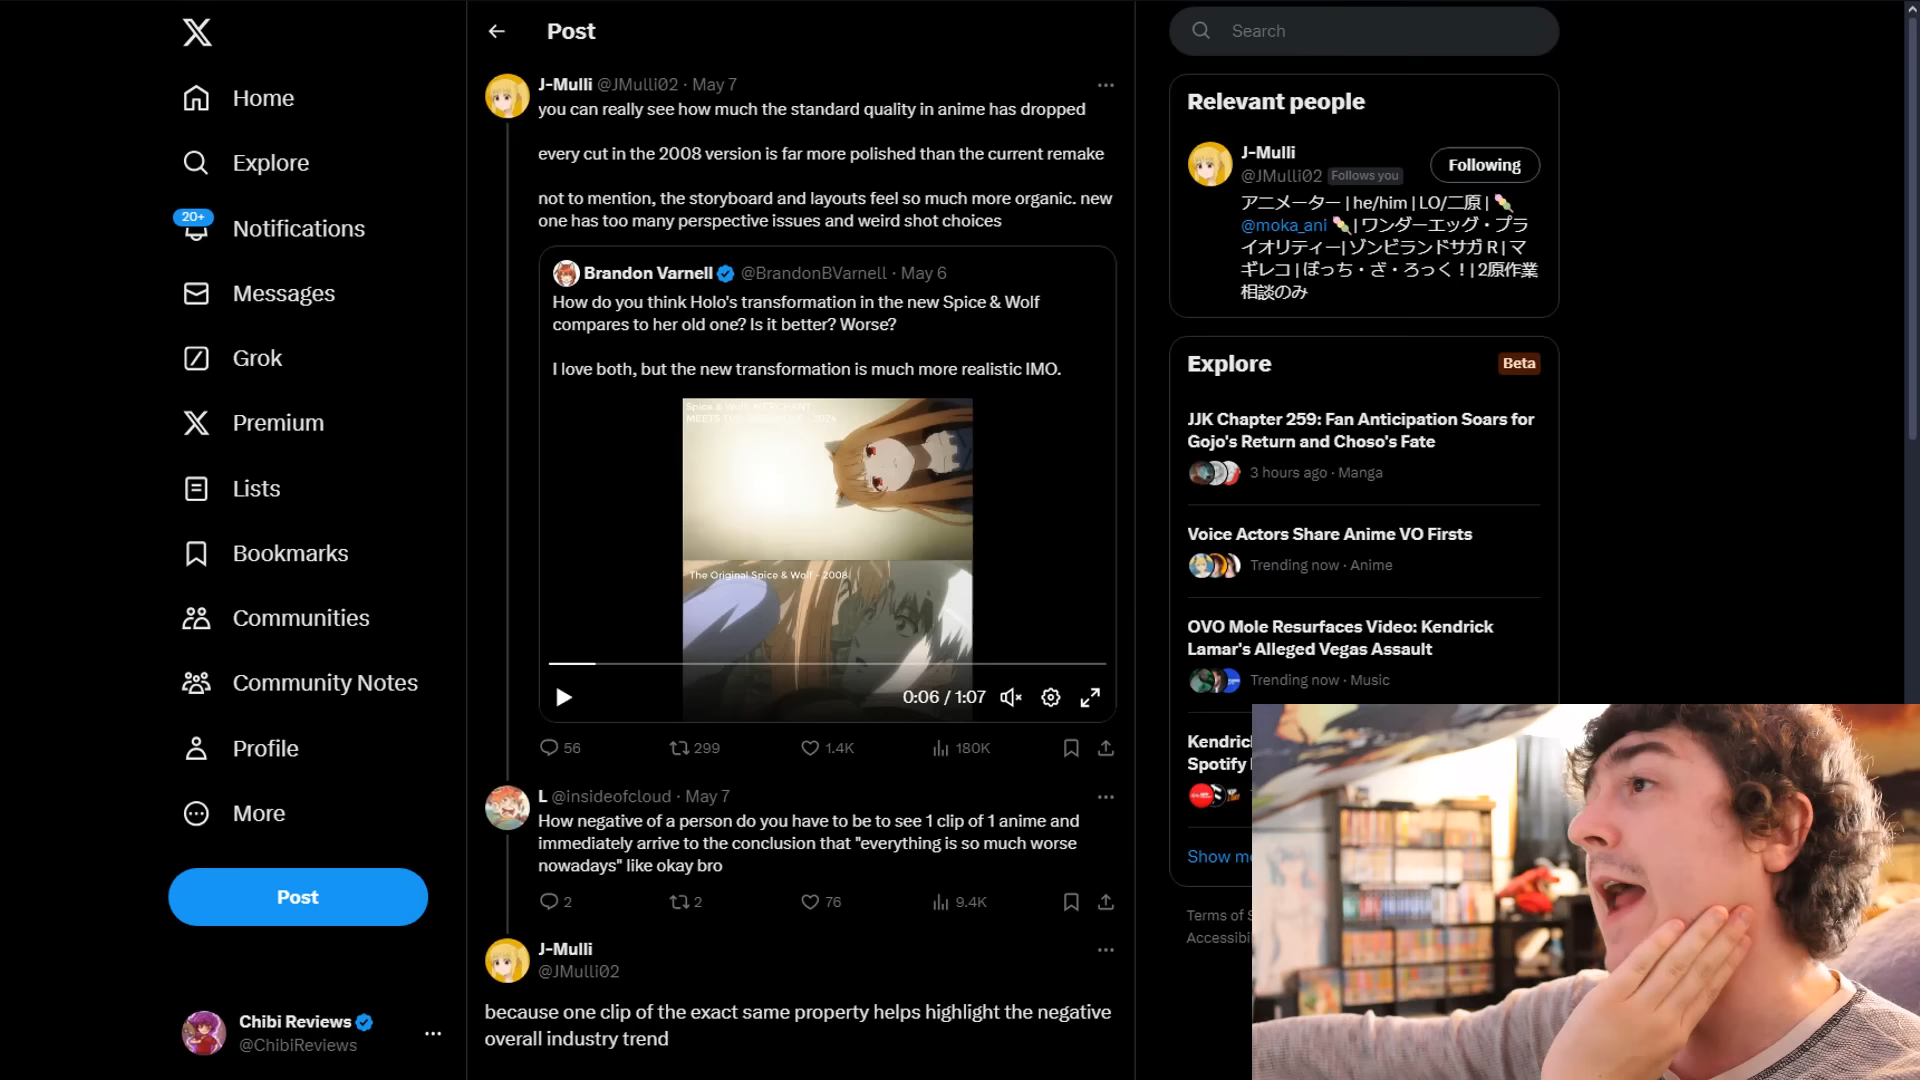 Home
Explore
20+
Notifications
Messages
Grok
Premium
Lists
Bookmarks
Communities
Community Notes
Profile
More
Post
Chibi Reviews
@ChibiReviews
Post
J-Mulli @JMulli02 · May 7
you can really see how much the standard quality in anime has dropped
every cut in the 2008 version is far more polished than the current remake
not to mention, the storyboard and layouts feel so much more organic. new
one has too many perspective issues and weird shot choices
Brandon Varnell @BrandonBVarnell · May 6
How do you think Holo's transformation in the new Spice & Wolf
compares to her old one? Is it better? Worse?
I love both, but the new transformation is much more realistic IMO.
Spice & Wolf MERCHANT
MEETS THE
2024
The Original Spice & Wolf - 2008
0:06 / 1:07
56
299
1.4K
180K
L @insideofcloud · May 7
How negative of a person do you have to be to see 1 clip of 1 anime and
immediately arrive to the conclusion that "everything is so much worse
nowadays" like okay bro
2
2
76
9.4K
J-Mulli
@JMulli02
because one clip of the exact same property helps highlight the negative
overall industry trend
Search
Relevant people
J-Mulli
@JMulli02 Follows you
Following
アニメーター | he/him | LO/二原 | 🍡
@moka_ani 🍡 | ワンダーエッグ・プラ
イオリティー| ゾンビランドサガ R | マ
ギレコ | ぼっち・ざ・ろっく！| 2原作業
相談のみ
Explore
Beta
JJK Chapter 259: Fan Anticipation Soars for
Gojo's Return and Choso's Fate
3 hours ago · Manga
Voice Actors Share Anime VO Firsts
Trending now · Anime
OVO Mole Resurfaces Video: Kendrick
Lamar's Alleged Vegas Assault
Trending now · Music
Kendric
Spotify
Show mo
Terms of S
Accessibi